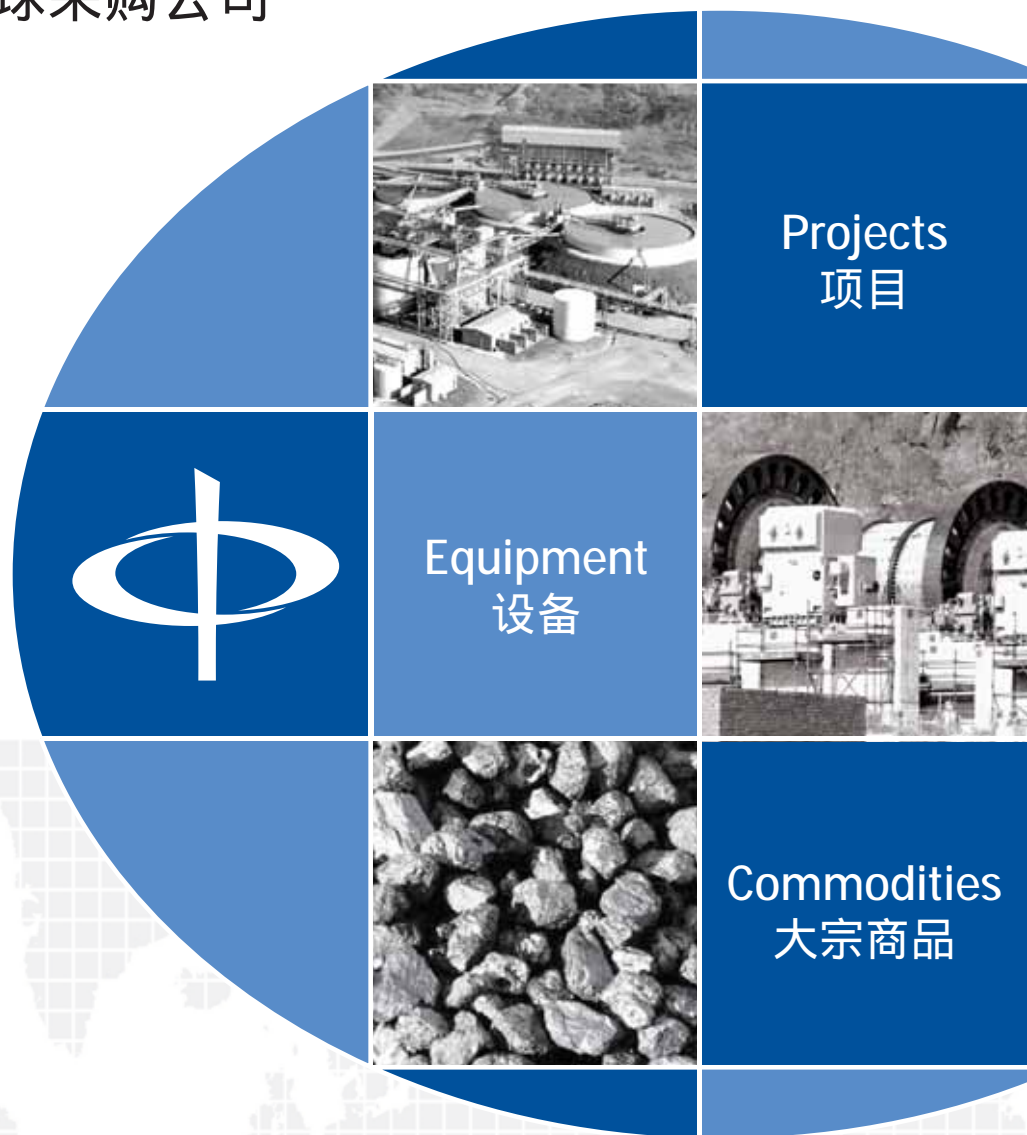 球采购公司
Projects
项目
Equipment
设备
Commodities
大宗商品